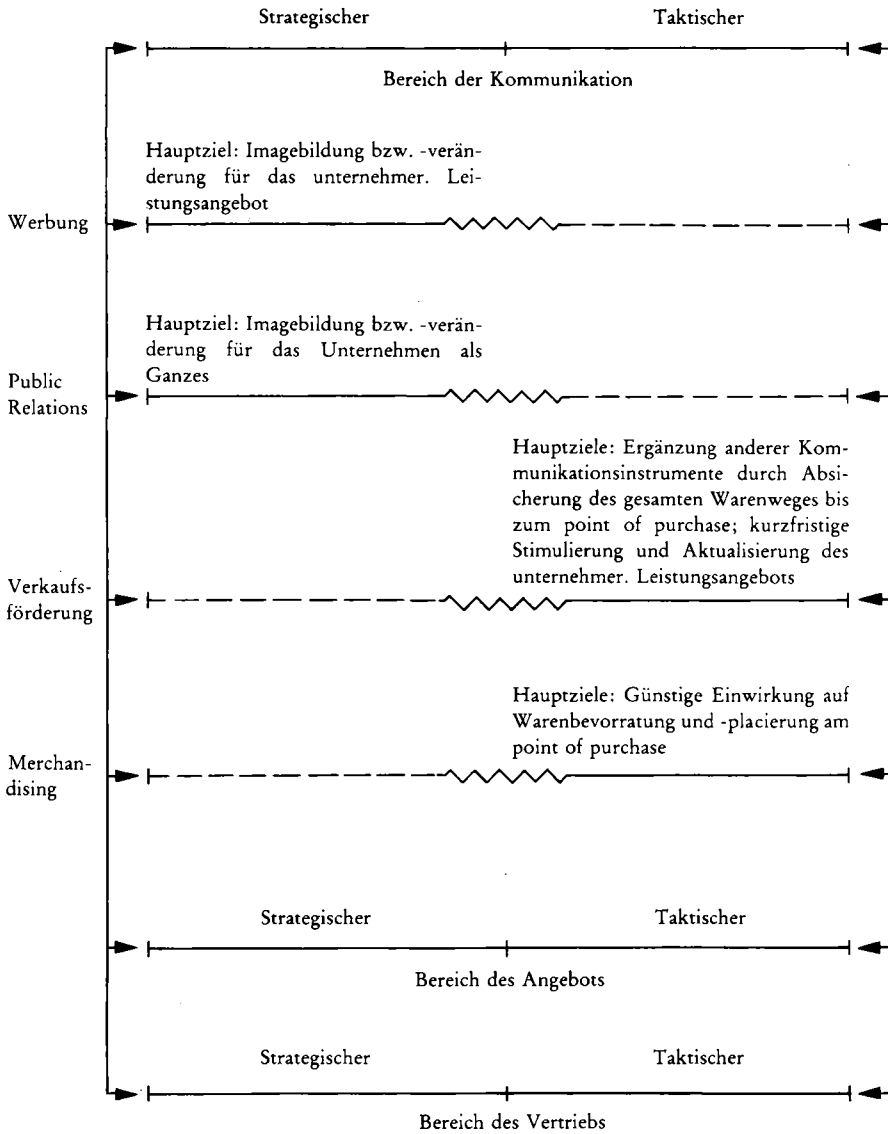 Strategischer Taktischer
Bereich der Kommunikation
Hauptziel: Imagebildung bzw. -verän-
derung für das unternehmer. Lei-
stungsangebot
Werbung
Hauptziel: Imagebildung bzw. -verän-
derung für das Unternehmen als
Ganzes
Public
Relations
Hauptziele: Ergänzung anderer Kom-
munikationsinstrumente durch Absi-
cherung des gesamten Warenweges bis
zum point of purchase; kurzfristige
Stimulierung und Aktualisierung des
unternehmer. Leistungsangebots
Verkaufs-
förderung
Hauptziele: Günstige Einwirkung auf
Warenbevorratung und -placierung am
point of purchase
Merchan-
dising
Strategischer Taktischer
Bereich des Angebots
Strategischer Taktischer
Bereich des Vertriebs